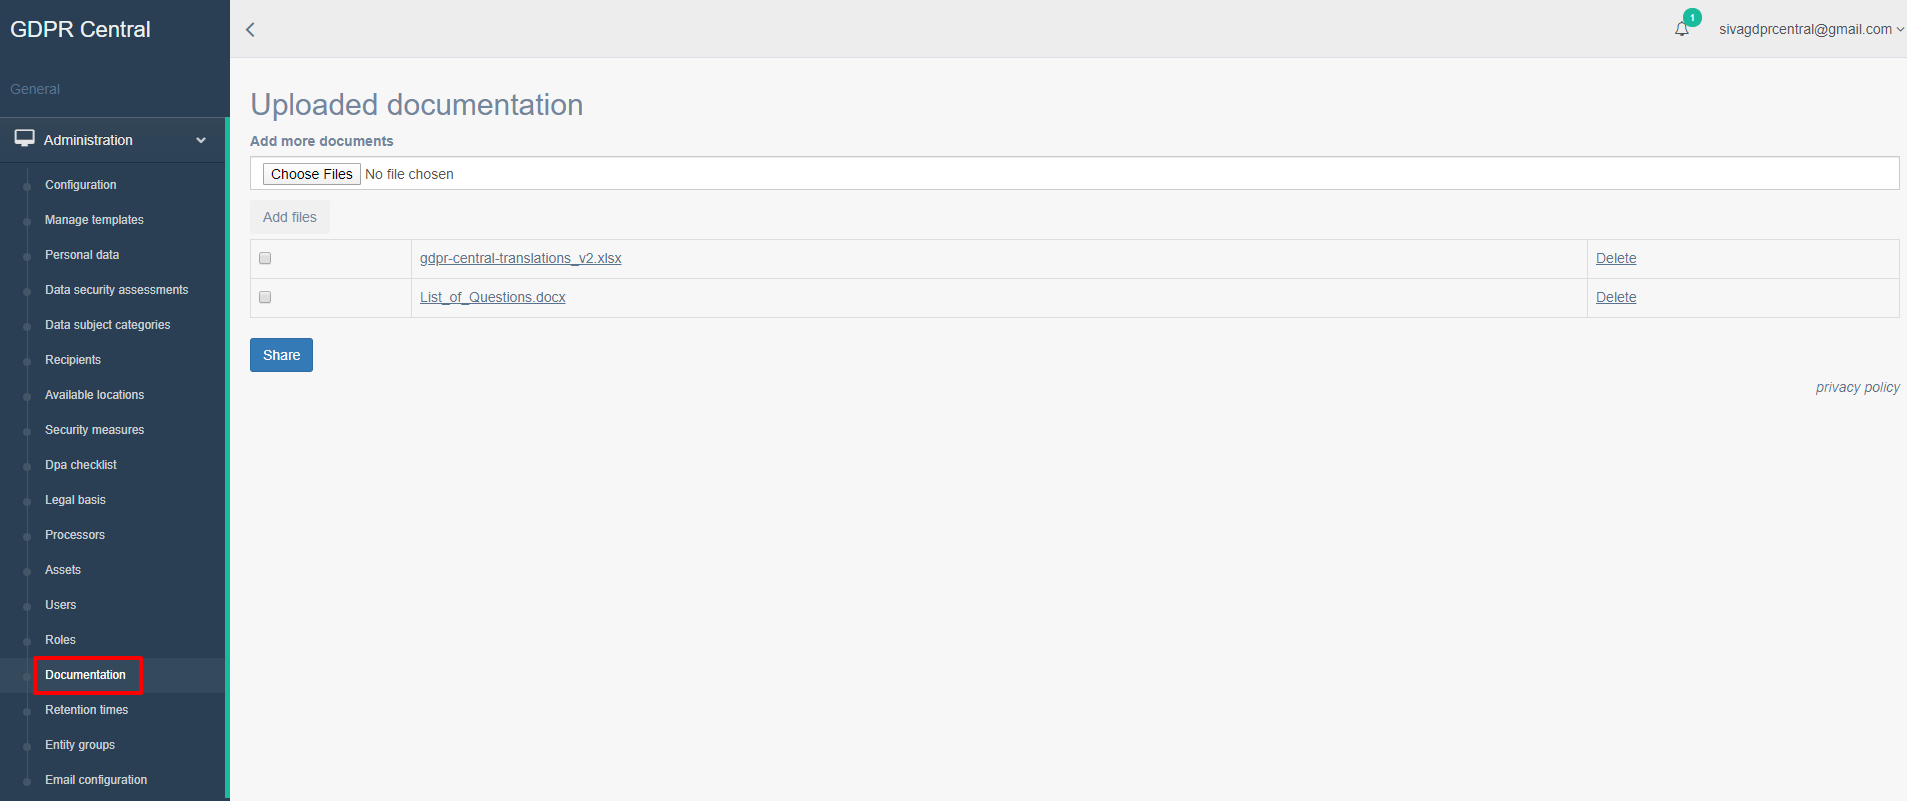 GDPR Central
1
sivagdprcentral@gmail.com
General
Administration
Configuration
Manage templates
Personal data
Data security assessments
Data subject categories
Recipients
Available locations
Security measures
Dpa checklist
Legal basis
Processors
Assets
Users
Roles
Documentation
Retention times
Entity groups
Email configuration
Uploaded documentation
Add more documents
Choose Files No file chosen
Add files
gdpr-central-translations_v2.xlsx Delete
List_of_Questions.docx Delete
Share
privacy policy